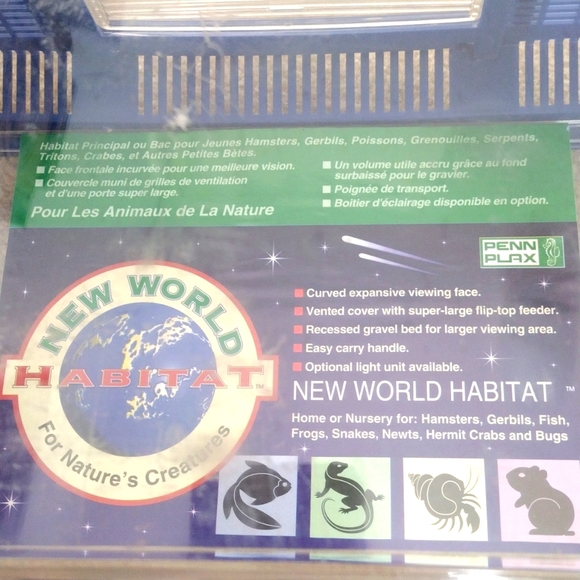 Habitat Principal ou Bac pour Jeunes Hamsters, Gerbils, Poissons, Grenouilles, Serpents,
Tritons, Crabes, et Autres Petites Bêtes.
■ Face frontale incurvée pour une meilleure vision.
■ Couvercle muni de grilles de ventilation
et d'une porte super large.
■ Un volume utile accru grâce au fond
surbaissé pour le gravier.
■ Poignée de transport.
■ Boitier d'éclairage disponible en option.
Pour Les Animaux de La Nature
PENN
PLAX
NEW WORLD
HABITAT™
For Nature's Creatures
■ Curved expansive viewing face.
■ Vented cover with super-large flip-top feeder.
■ Recessed gravel bed for larger viewing area.
■ Easy carry handle.
■ Optional light unit available.
NEW WORLD HABITAT ™
Home or Nursery for: Hamsters, Gerbils, Fish,
Frogs, Snakes, Newts, Hermit Crabs and Bugs